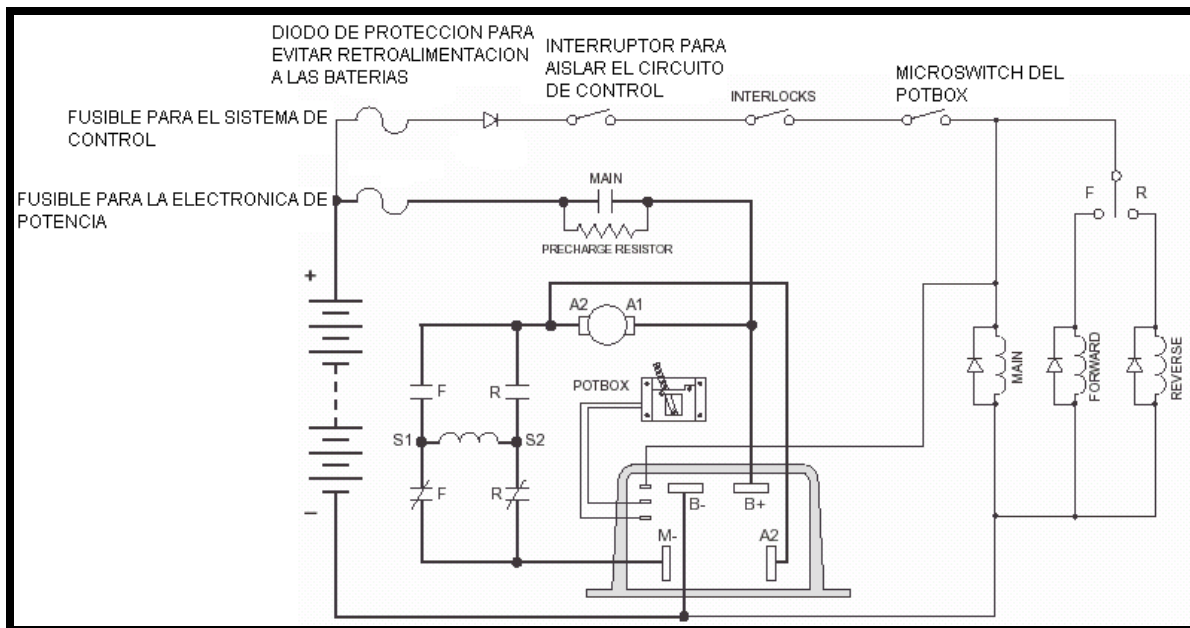 DIODO DE PROTECCION PARA
EVITAR RETROALIMENTACION
A LAS BATERIAS
INTERRUPTOR PARA
AISLAR EL CIRCUITO
DE CONTROL
INTERLOCKS
MICROSWITCH DEL
POTBOX
FUSIBLE PARA EL SISTEMA DE
CONTROL
FUSIBLE PARA LA ELECTRONICA DE
POTENCIA
MAIN
PRECHARGE RESISTOR
F
R
+
A2
A1
F
R
POTBOX
MAIN
FORWARD
REVERSE
S1
S2
F
R
B-
B+
M-
A2
−